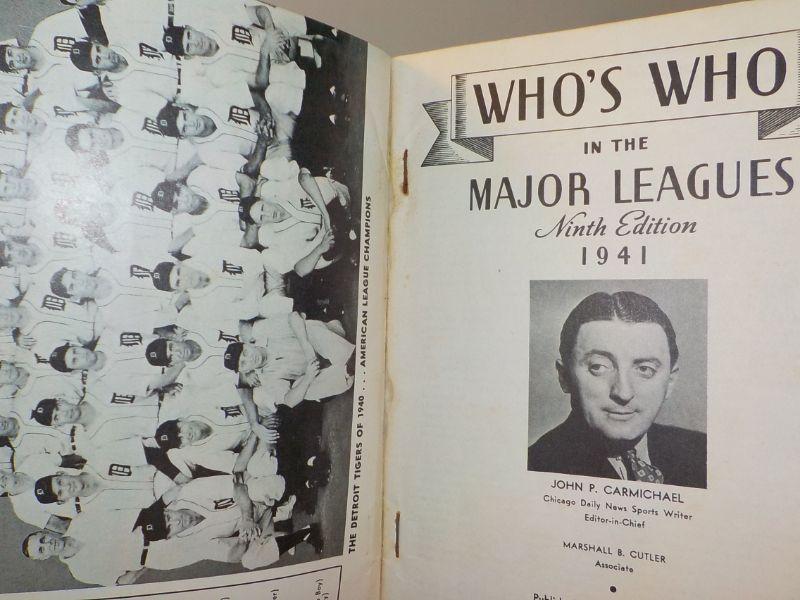 THE DETROIT TIGERS OF 1940 . . . AMERICAN LEAGUE CHAMPIONS
WHO'S WHO
IN THE
MAJOR LEAGUES
Ninth Edition
1941
JOHN P. CARMICHAEL
Chicago Daily News Sports Writer
Editor-in-Chief
MARSHALL B. CUTLER
Associate